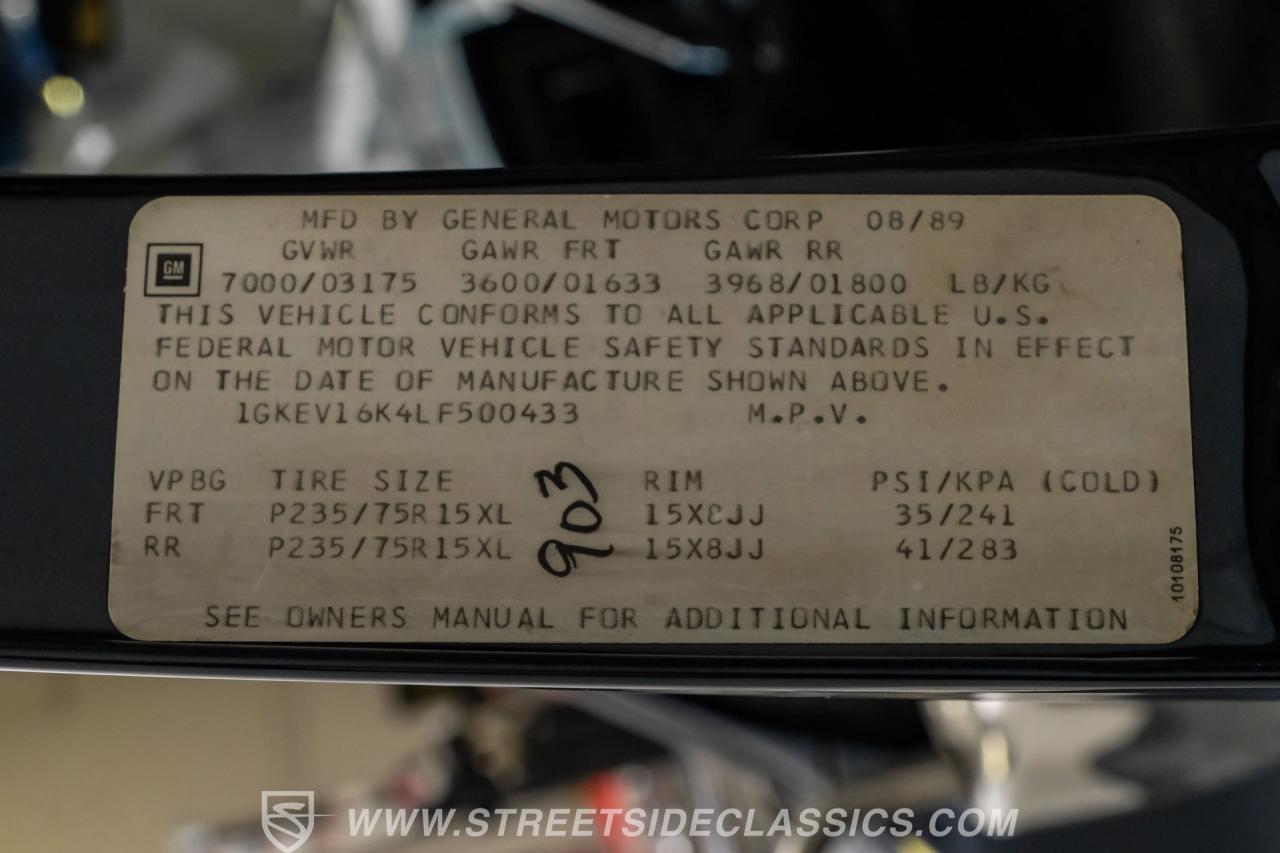 MFD BY GENERAL MOTORS CORP 08/89
GVWR GAWR FRT GAWR RR
GM
7000/03175 3600/01633 3968/01800 LB/KG
THIS VEHICLE CONFORMS TO ALL APPLICABLE U.S.
FEDERAL MOTOR VEHICLE SAFETY STANDARDS IN EFFECT
ON THE DATE OF MANUFACTURE SHOWN ABOVE.
1GKEV16K4LF500433 M.P.V.
VPBG TIRE SIZE RIM PSI/KPA (COLD)
FRT P235/75R15XL 15X8JJ 35/241
RR P235/75R15XL 15X8JJ 41/283
903
10108175
SEE OWNERS MANUAL FOR ADDITIONAL INFORMATION
WWW.STREETSIDECLASSICS.COM